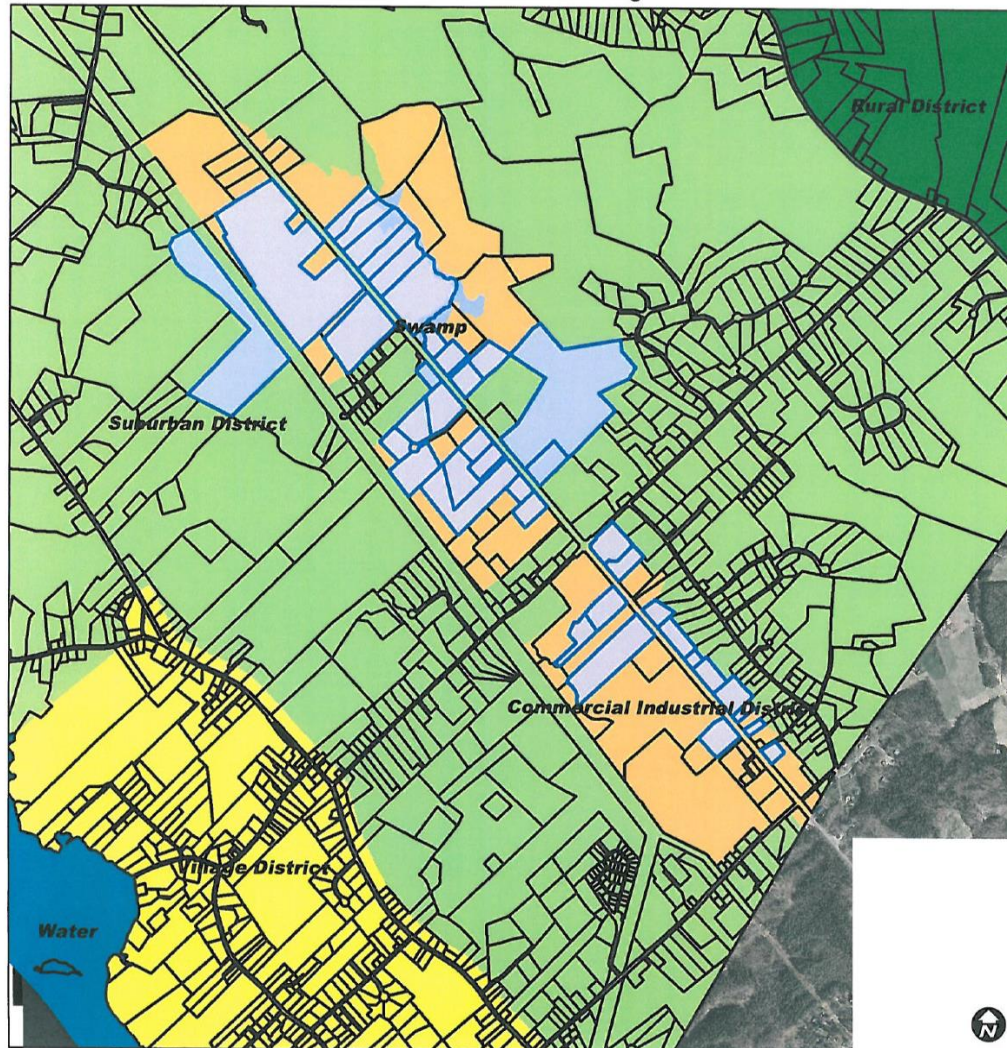 Rural District
Swamp
Suburban District
Commercial Industrial District
Village District
Water
N